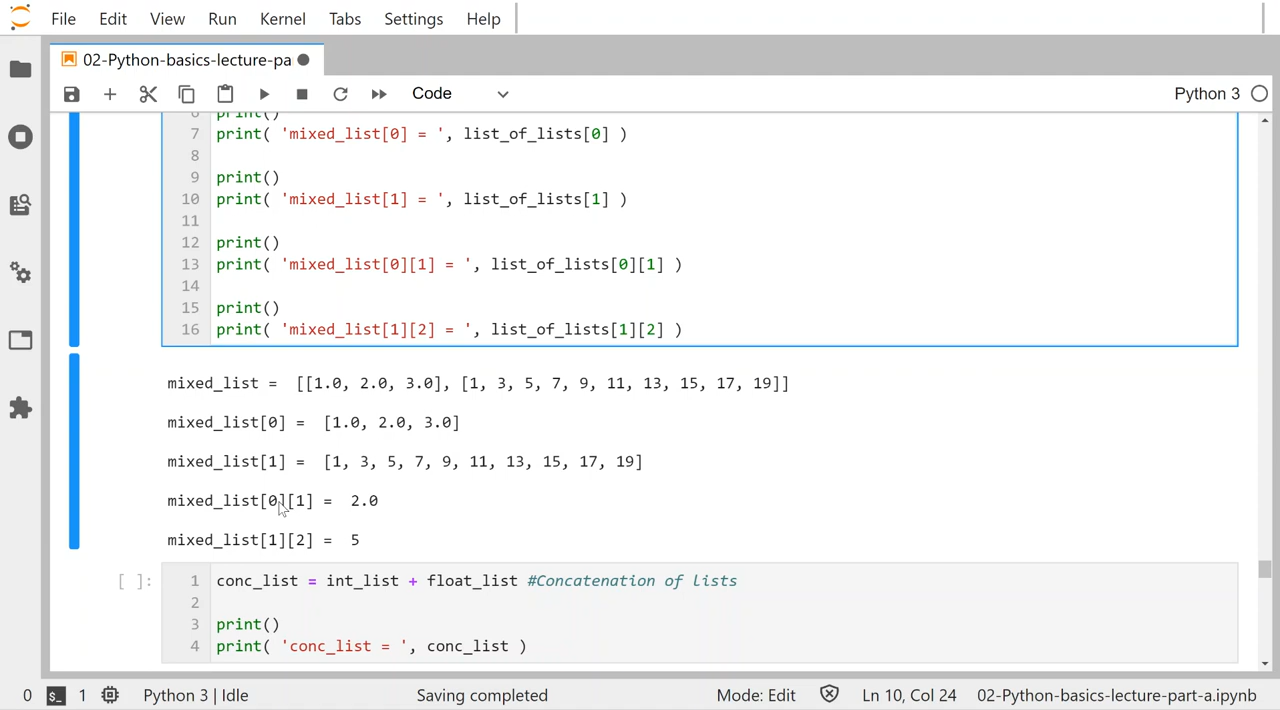 File Edit View Run Kernel Tabs Settings Help
02-Python-basics-lecture-pa
Code
Python 3
6 print()
7 print( 'mixed_list[0] = ', list_of_lists[0] )
8
9 print()
10 print( 'mixed_list[1] = ', list_of_lists[1] )
11
12 print()
13 print( 'mixed_list[0][1] = ', list_of_lists[0][1] )
14
15 print()
16 print( 'mixed_list[1][2] = ', list_of_lists[1][2] )
mixed_list =  [[1.0, 2.0, 3.0], [1, 3, 5, 7, 9, 11, 13, 15, 17, 19]]
mixed_list[0] =  [1.0, 2.0, 3.0]
mixed_list[1] =  [1, 3, 5, 7, 9, 11, 13, 15, 17, 19]
mixed_list[0][1] =  2.0
mixed_list[1][2] =  5
[ ]: 1 conc_list = int_list + float_list #Concatenation of lists
2
3 print()
4 print( 'conc_list = ', conc_list )
0 $_ 1 Python 3 | Idle Saving completed Mode: Edit Ln 10, Col 24 02-Python-basics-lecture-part-a.ipynb